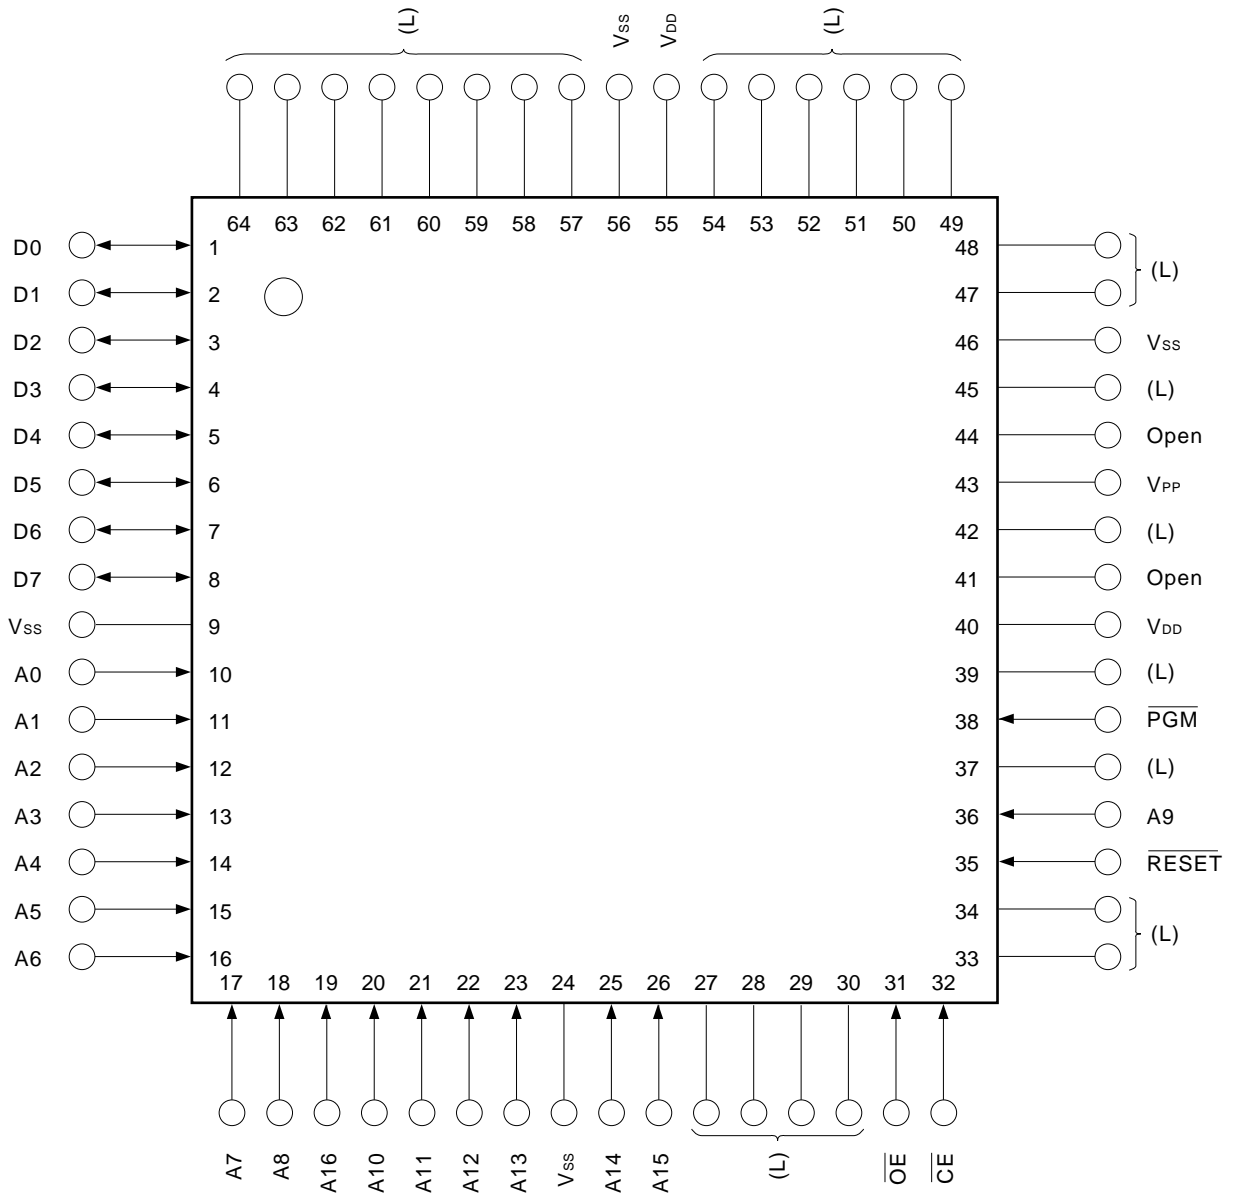 (L) VSS VDD (L)
64 63 62 61 60 59 58 57 56 55 54 53 52 51 50 49
D0 1 48
(L)
D1 2 47
D2 3 46 VSS
D3 4 45 (L)
D4 5 44 Open
D5 6 43 VPP
D6 7 42 (L)
D7 8 41 Open
VSS 9 40 VDD
A0 10 39 (L)
A1 11 38 PGM
A2 12 37 (L)
A3 13 36 A9
A4 14 35 RESET
A5 15 34
(L)
A6 16 33
17 18 19 20 21 22 23 24 25 26 27 28 29 30 31 32
A7 A8 A16 A10 A11 A12 A13 VSS A14 A15 (L) OE CE